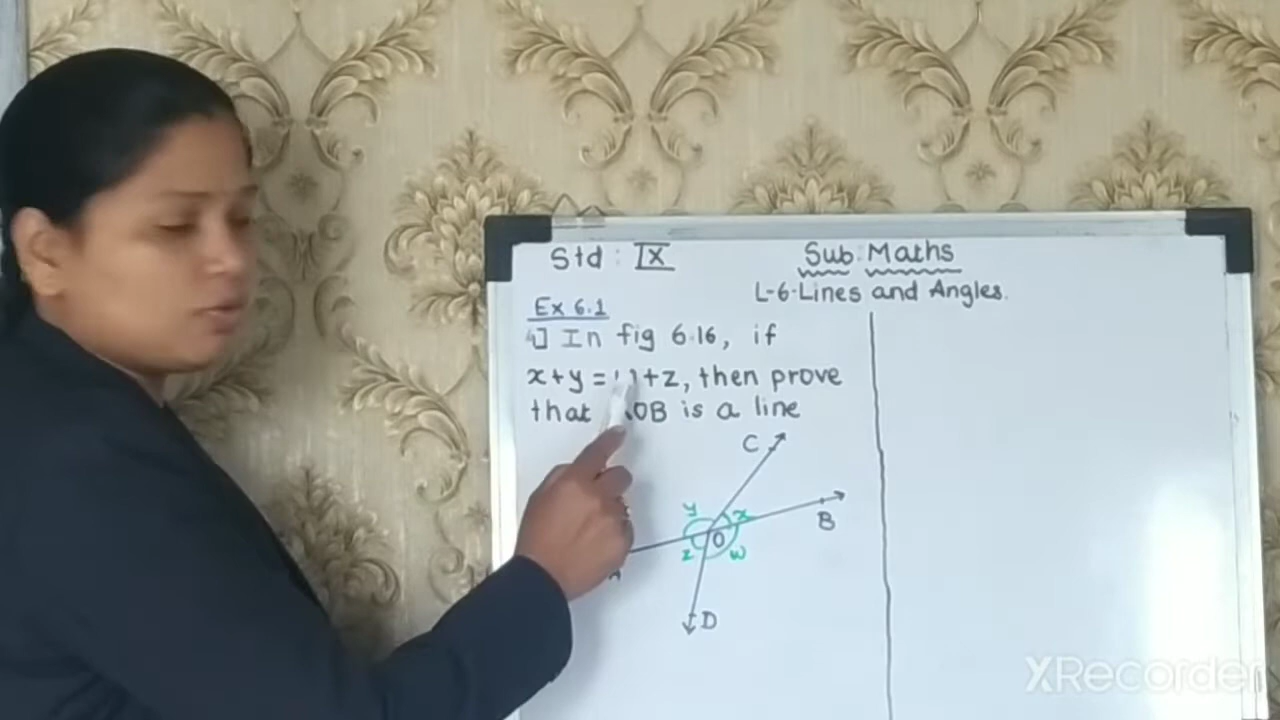 Std : IX
Sub: Maths
L-6-Lines and Angles.
Ex 6.1
4] In fig 6.16, if
x+y = +z, then prove
that OB is a line
C
y
x
B
O
z
w
A
D
XRecorder